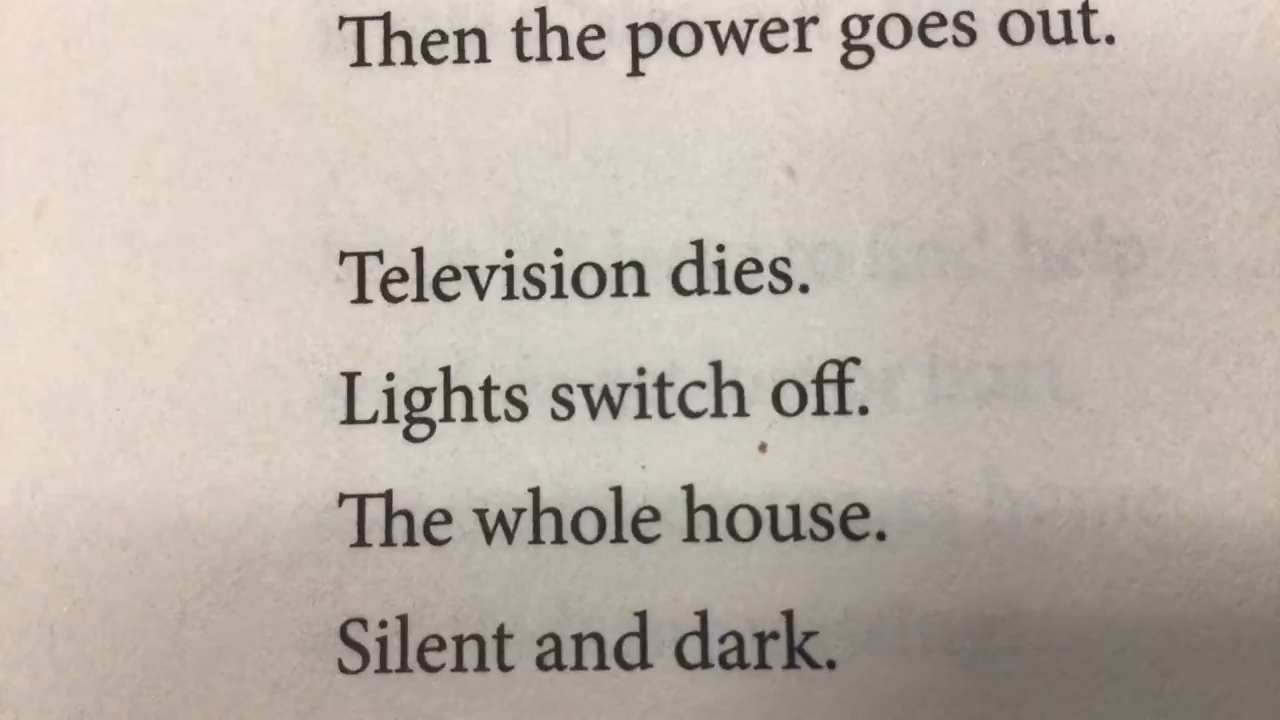 Then the power goes out.
Television dies.
Lights switch off.
The whole house.
Silent and dark.